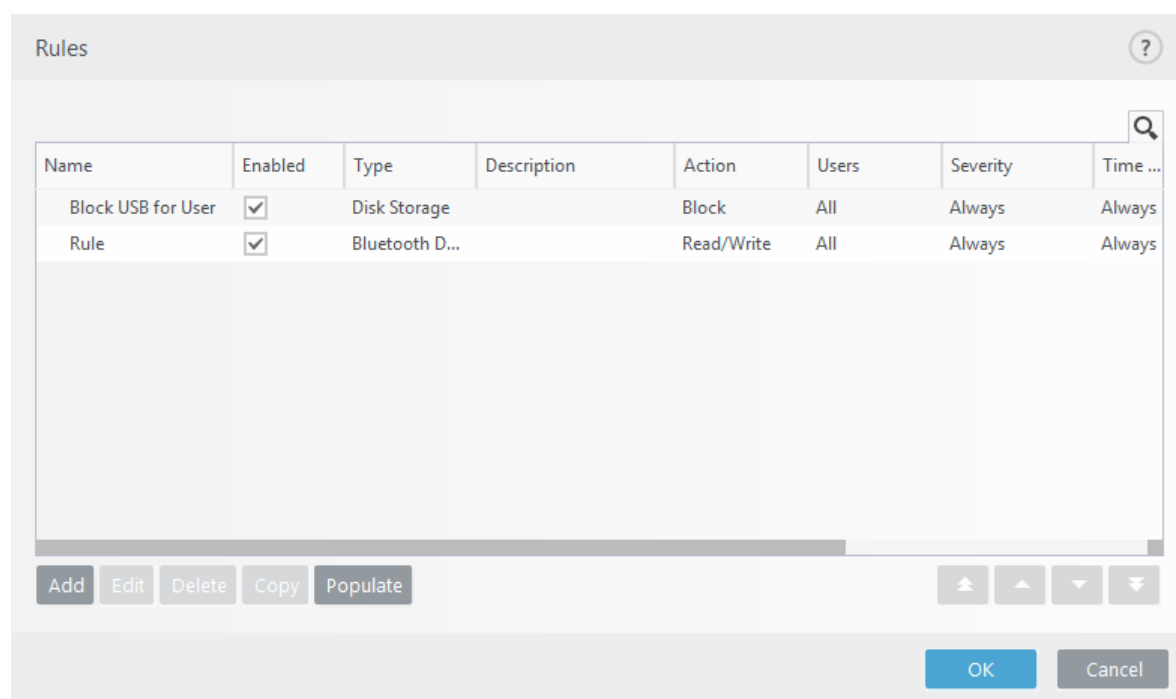 Rules ?
Name Enabled Type Description Action Users Severity Time ...
Block USB for User Disk Storage Block All Always Always
Rule Bluetooth D... Read/Write All Always Always
Add Edit Delete Copy Populate
OK Cancel